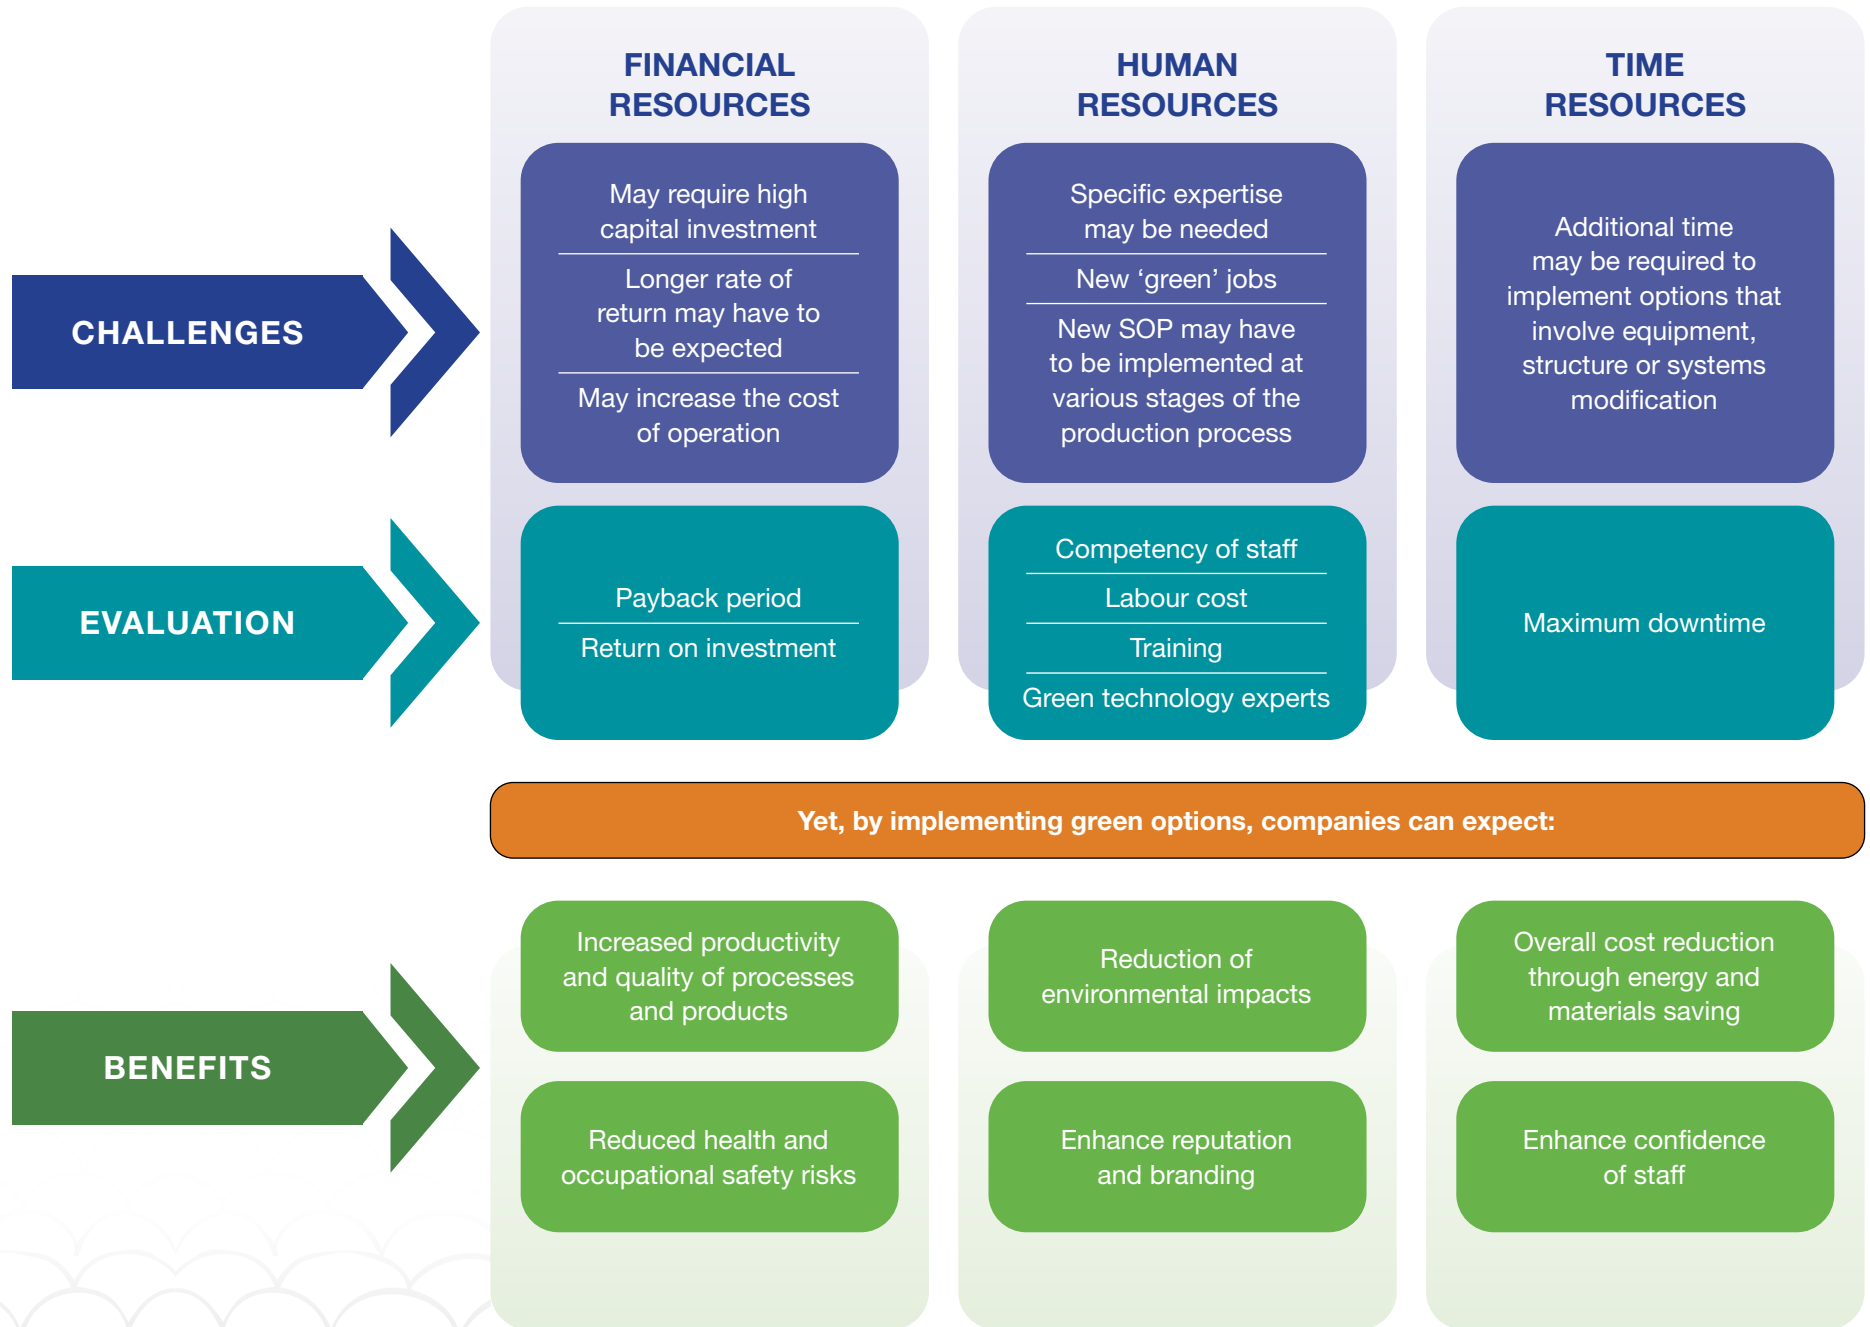 FINANCIAL
RESOURCES
HUMAN
RESOURCES
TIME
RESOURCES
CHALLENGES
May require high
capital investment
Longer rate of
return may have to
be expected
May increase the cost
of operation
Specific expertise
may be needed
New ‘green’ jobs
New SOP may have
to be implemented at
various stages of the
production process
Additional time
may be required to
implement options that
involve equipment,
structure or systems
modification
EVALUATION
Payback period
Return on investment
Competency of staff
Labour cost
Training
Green technology experts
Maximum downtime
Yet, by implementing green options, companies can expect:
BENEFITS
Increased productivity
and quality of processes
and products
Reduction of
environmental impacts
Overall cost reduction
through energy and
materials saving
Reduced health and
occupational safety risks
Enhance reputation
and branding
Enhance confidence
of staff